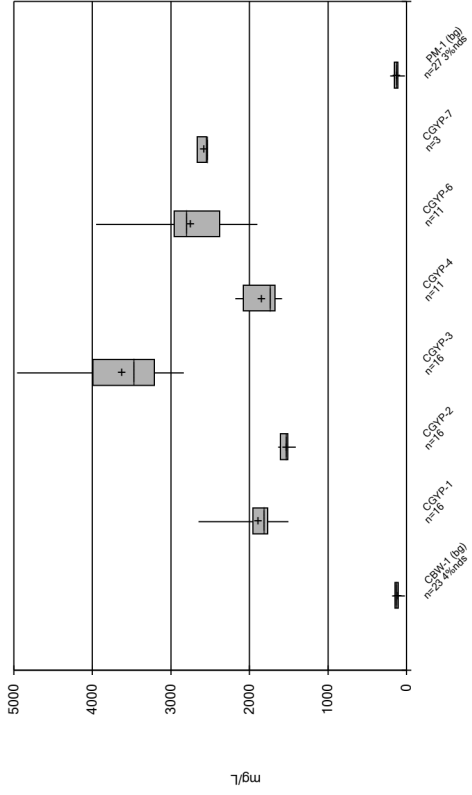 5000
4000
3000
2000
1000
0
mg/L
CBW-1 (bg)
n=23 4%nds
CGYP-1
n=16
CGYP-2
n=16
CGYP-3
n=16
CGYP-4
n=11
CGYP-6
n=11
CGYP-7
n=3
PM-1 (bg)
n=27 3%nds